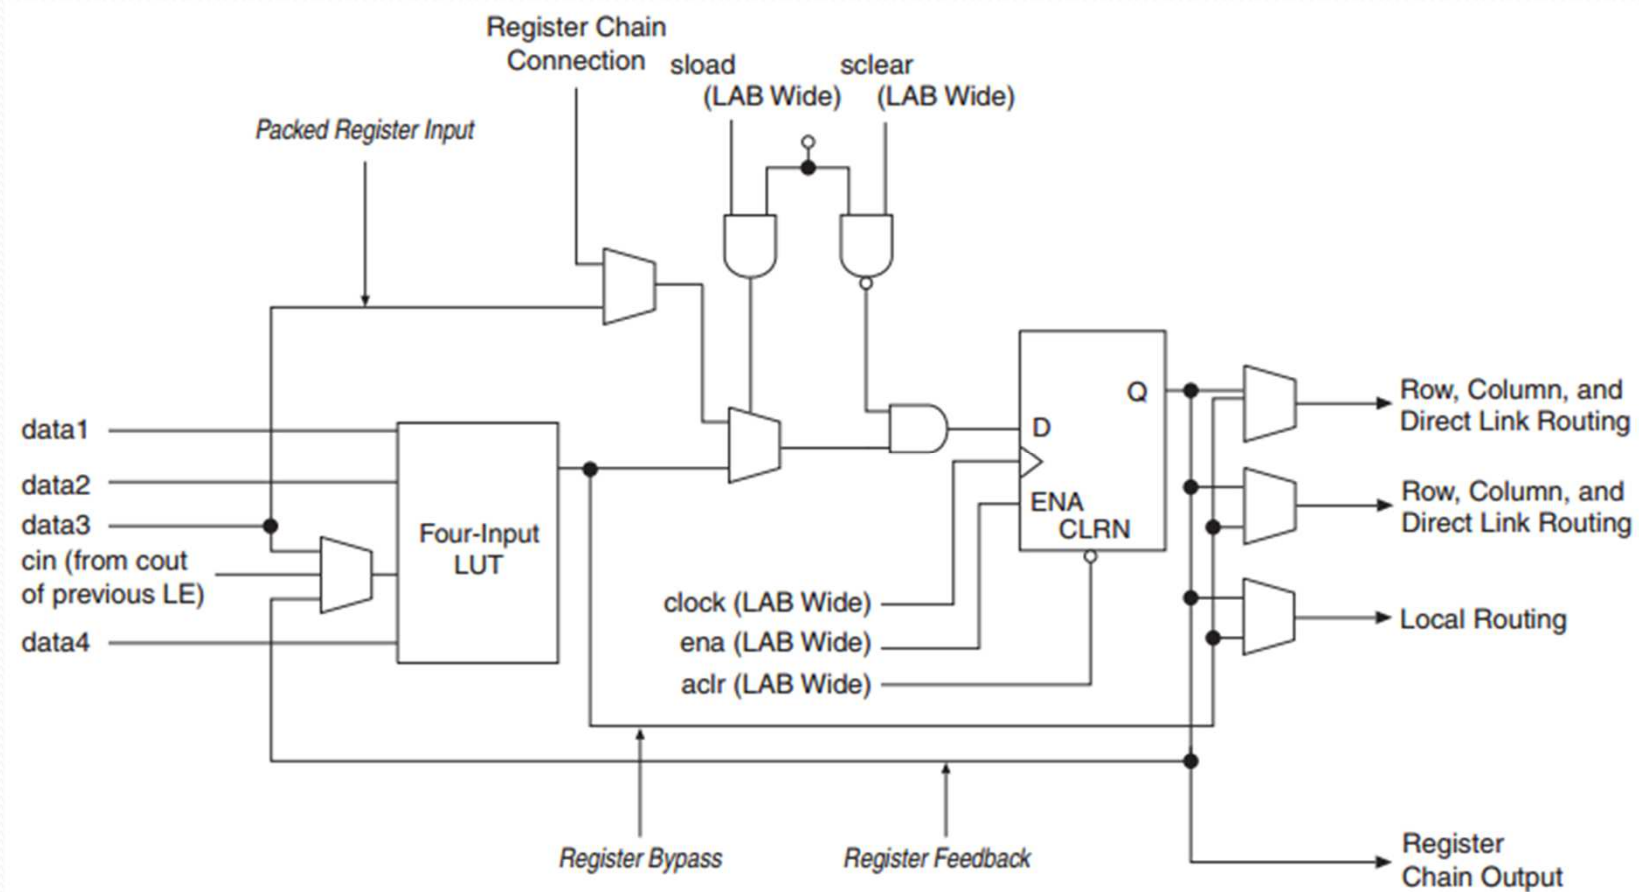 Register Chain
Connection
sload
(LAB Wide)
sclear
(LAB Wide)
Packed Register Input
data1
data2
data3
cin (from cout
of previous LE)
data4
Four-Input
LUT
D
Q
ENA
CLRN
clock (LAB Wide)
ena (LAB Wide)
aclr (LAB Wide)
Row, Column, and
Direct Link Routing
Row, Column, and
Direct Link Routing
Local Routing
Register Bypass
Register Feedback
Register
Chain Output